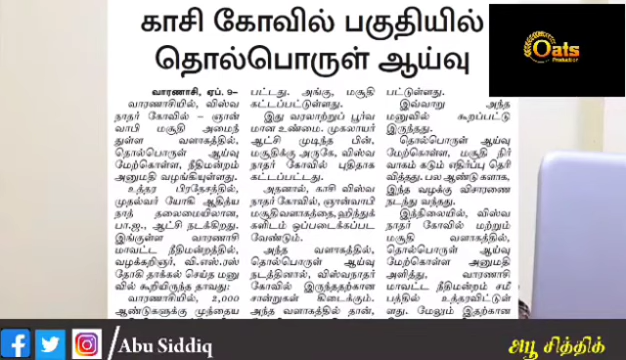 காசி கோவில் பகுதியில்
தொல்பொருள் ஆய்வு
Oats
Production
வாரணாசி, ஏப். 9–
வாரணாசியில், விஸ்வ
நாதர் கோவில் – ஞான்
வாபி மசூதி அமைந்
துள்ள வளாகத்தில்,
தொல்பொருள் ஆய்வு
மேற்கொள்ள, நீதிமன்றம்
அனுமதி வழங்கியுள்ளது.
உத்தர பிரதேசத்தில்,
முதல்வர் யோகி ஆதித்ய
நாத் தலைமையிலான,
பா.ஜ., ஆட்சி நடக்கிறது.
இங்குள்ள வாரணாசி
மாவட்ட நீதிமன்றத்தில்,
வழக்கறிஞர், வி.எஸ்.ரஸ்
தோகி தாக்கல் செய்த மனு
வில் கூறியிருந்த தாவது:
வாரணாசியில், 2,000
ஆண்டுகளுக்கு முந்தைய
பட்டது. அங்கு, மசூதி
கட்டப்பட்டுள்ளது.
இது வரலாற்றுப் பூர்வ
மான உண்மை. முகலாயர்
ஆட்சி முடிந்த பின்,
மசூதிக்கு அருகே, விஸ்வ
நாதர் கோவில் புதிதாக
கட்டப்பட்டது.
அதனால், காசி விஸ்வ
நாதர் கோவில், ஞான்வாபி
மசூதிவளாகத்தை, ஹிந்துக்
களிடம் ஒப்படைக்கப்பட
வேண்டும்.
அந்த வளாகத்தில்,
தொல்பொருள் ஆய்வு
நடத்தினால், விஸ்வநாதர்
கோவில் இருந்ததற்கான
சான்றுகள் கிடைக்கும்.
அந்த வளாகத்தில் தான்,
பட்டுள்ளது.
இவ்வாறு அந்த
மனுவில் கூறப்பட்டு
இருந்தது.
தொல்பொருள் ஆய்வு
மேற்கொள்ள, மசூதி நிர்
வாகம் கடும் எதிர்ப்பு தெரி
வித்தது. பல ஆண்டுகளாக,
இந்த வழக்கு விசாரணை
நடந்து வந்தது.
இந்நிலையில், விஸ்வ
நாதர் கோவில் மற்றும்
மசூதி வளாகத்தில்,
தொல்பொருள் ஆய்வு
மேற்கொள்ள அனுமதி
அளித்து, வாரணாசி
மாவட்ட நீதிமன்றம் சமீ
பத்தில் உத்தரவிட்டுள்
ளது. மேலும் இதற்கான
/Abu Siddiq
அபூ சித்திக்